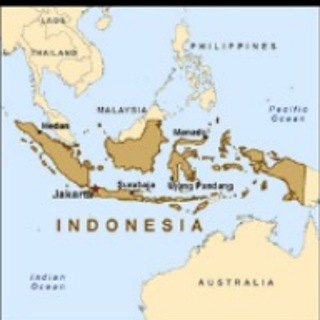 LAOS
THAILAND
PHILIPPINES
MALAYSIA
Pacific
Ocean
Medan
Manado
Surabaja
Ujung Pandang
Jakarta
INDONESIA
Indian
Ocean
AUSTRALIA